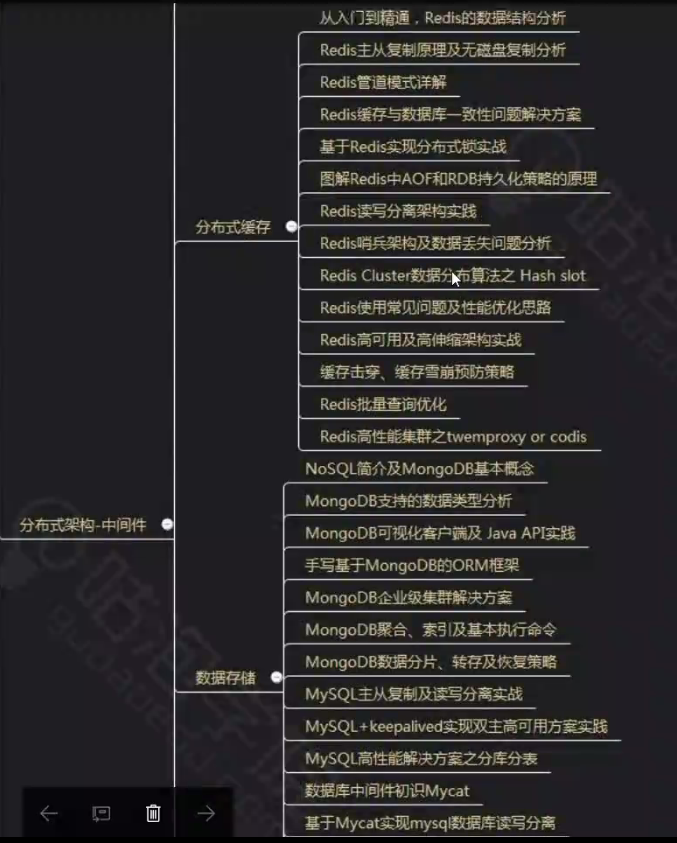 从入门到精通，Redis的数据结构分析
Redis主从复制原理及无磁盘复制分析
Redis管道模式详解
Redis缓存与数据库一致性问题解决方案
基于Redis实现分布式锁实战
图解Redis中AOF和RDB持久化策略的原理
Redis读写分离架构实践
分布式缓存
Redis哨兵架构及数据丢失问题分析
Redis Cluster数据分布算法之 Hash slot
Redis使用常见问题及性能优化思路
Redis高可用及高伸缩架构实战
缓存击穿、缓存雪崩预防策略
Redis批量查询优化
Redis高性能集群之twemproxy or codis
NoSQL简介及MongoDB基本概念
MongoDB支持的数据类型分析
分布式架构-中间件
MongoDB可视化客户端及 Java API实践
手写基于MongoDB的ORM框架
MongoDB企业级集群解决方案
MongoDB聚合、索引及基本执行命令
MongoDB数据分片、转存及恢复策略
数据存储
MySQL主从复制及读写分离实战
MySQL+keepalived实现双主高可用方案实践
MySQL高性能解决方案之分库分表
数据库中间件初识Mycat
基于Mycat实现mysql数据库读写分离